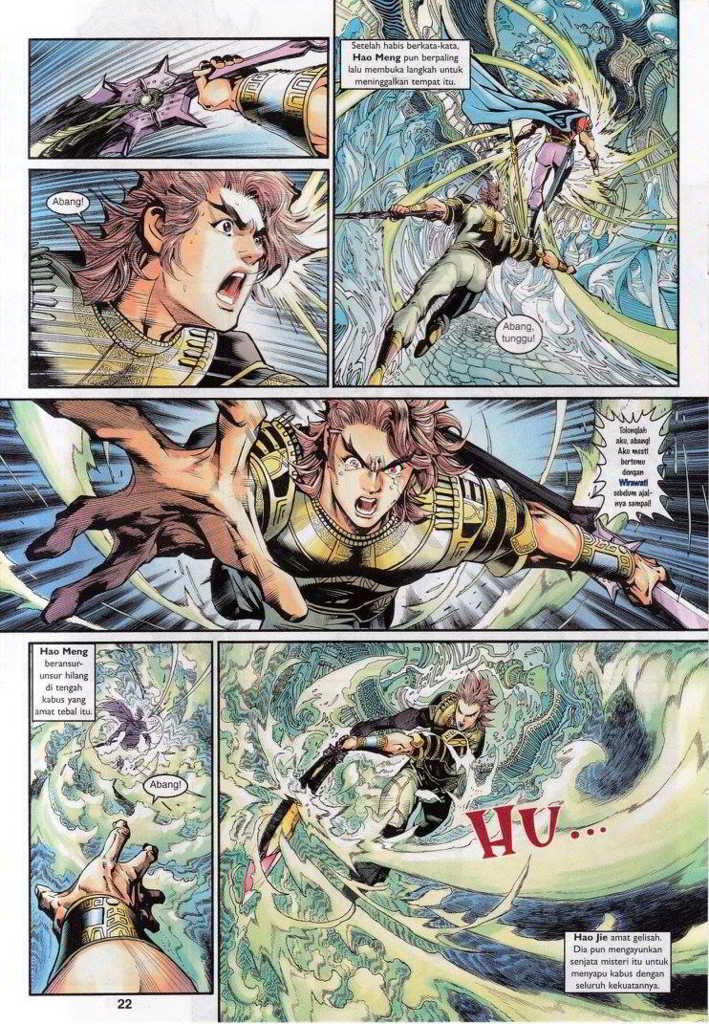 Setelah habis berkata-kata,
Hao Meng pun berpaling
lalu membuka langkah untuk
meninggalkan tempat itu.
Abang!
Abang,
tunggu!
Tolonglah
aku, abang!
Aku mesti
bertemu
dengan
Wirawati
sebelum ajal-
nya sampai!
Hao Meng
beransur-
unsur hilang
di tengah
kabus yang
amat tebal itu.
Abang!
HU...
Hao Jie amat gelisah.
Dia pun mengayunkan
senjata misteri itu untuk
menyapu kabus dengan
seluruh kekuatannya.
22